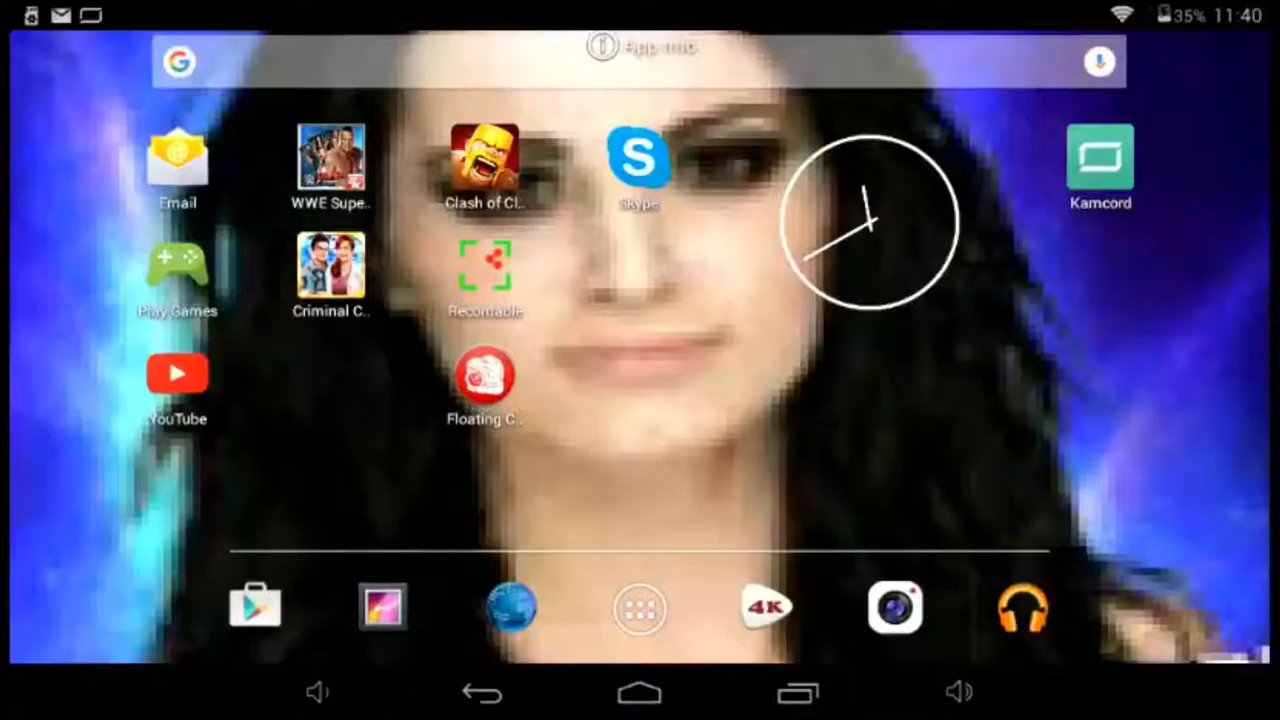 35% 11:40
App info
Email
WWE Supe..
Clash of Cl..
Skype
Kamcord
Play Games
Criminal C..
Recordable
YouTube
Floating C..
4K